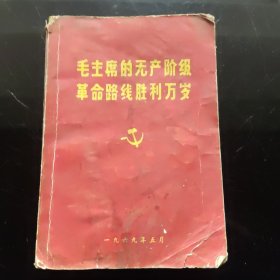 毛主席的无产阶级
革命路线胜利万岁
一九六九年五月